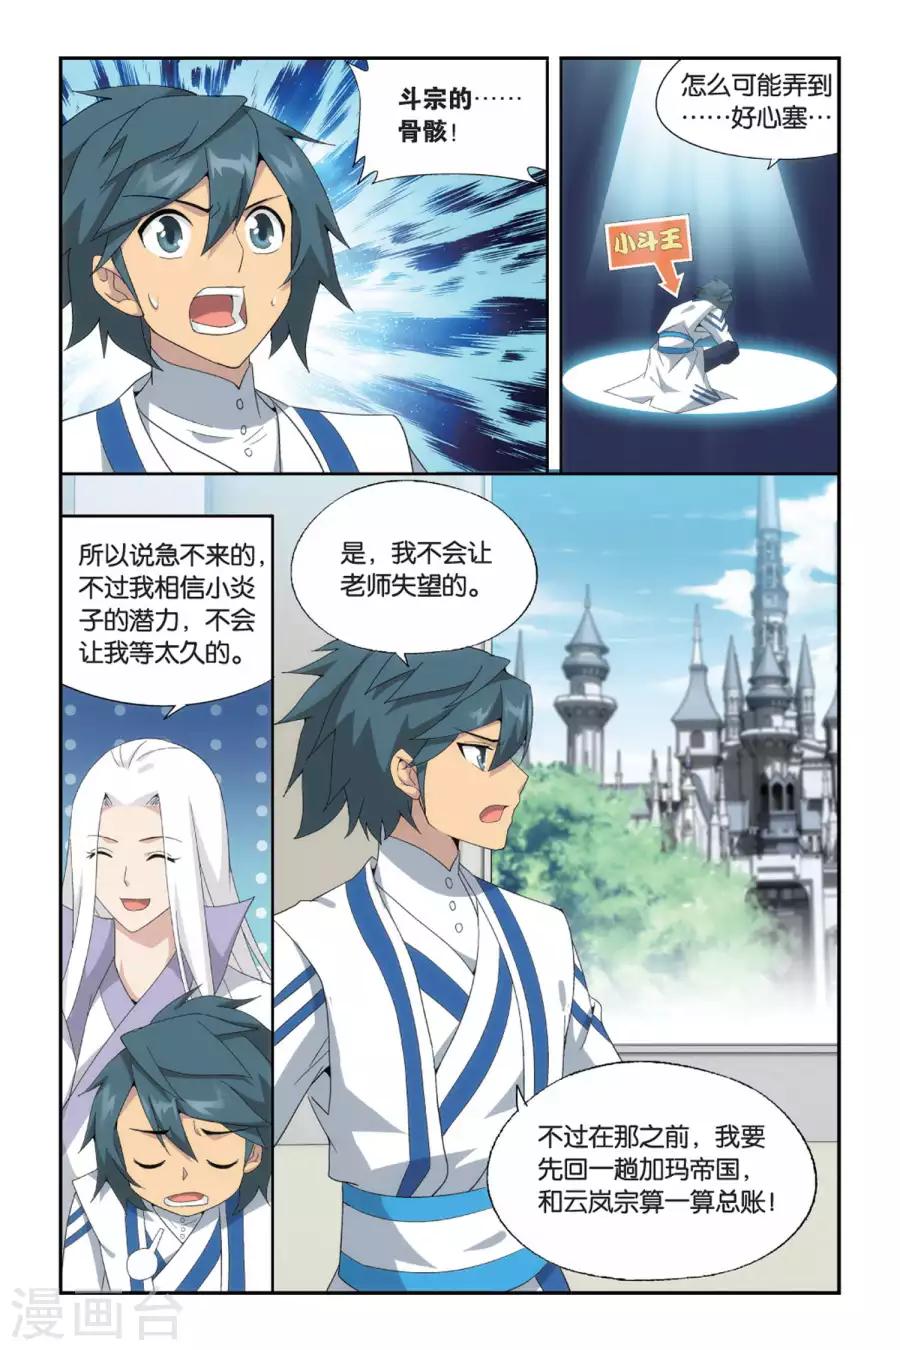 斗宗的……
骨骸！
怎么可能弄到
……好心塞…
小斗王
所以说急不来的，
不过我相信小炎
子的潜力，不会
让我等太久的。
是，我不会让
老师失望的。
不过在那之前，我要
先回一趟加玛帝国，
和云岚宗算一算总账！
漫画台